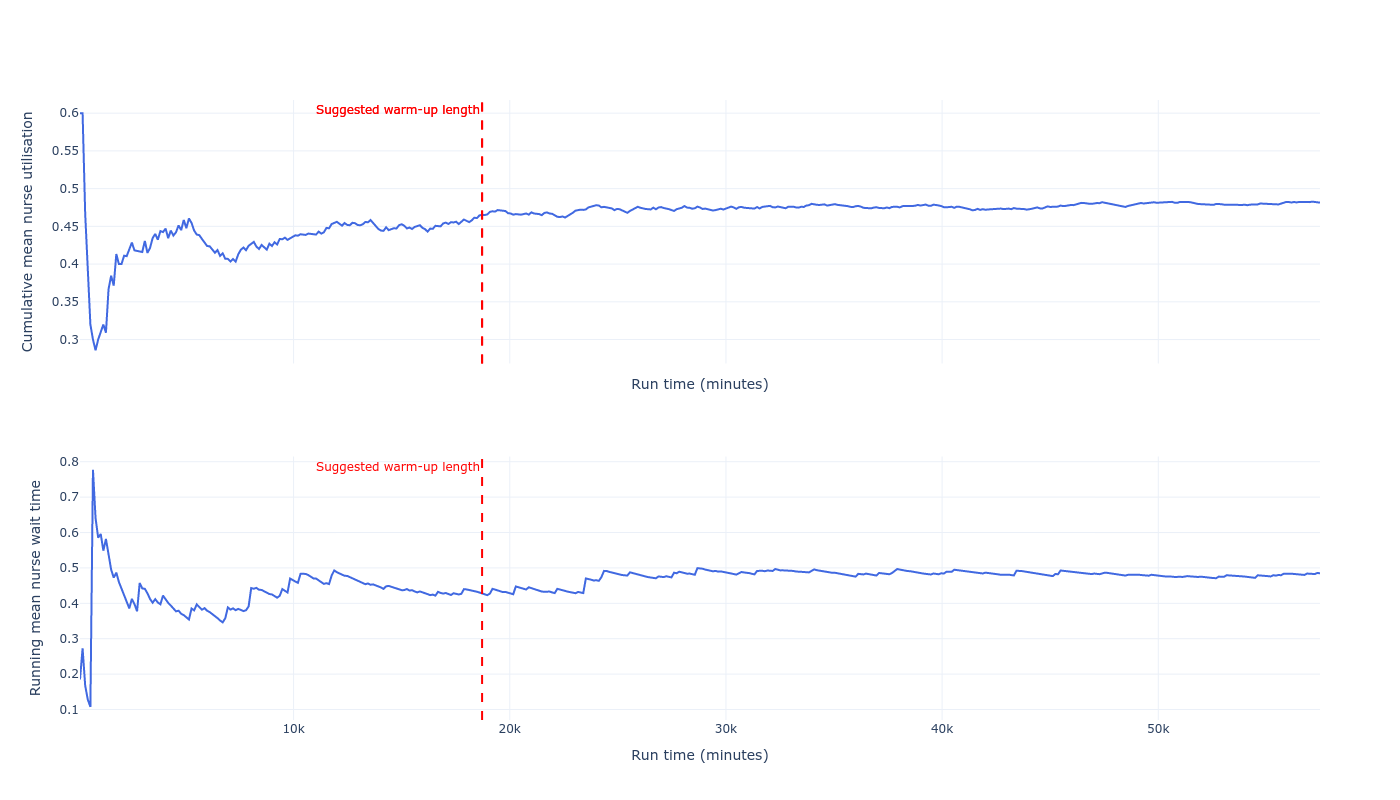 Cumulative mean nurse utilisation
Suggested warm-up length
0.6
0.55
0.5
0.45
0.4
0.35
0.3
Run time (minutes)
Running mean nurse wait time
Suggested warm-up length
0.8
0.7
0.6
0.5
0.4
0.3
0.2
0.1
10k 20k 30k 40k 50k
Run time (minutes)